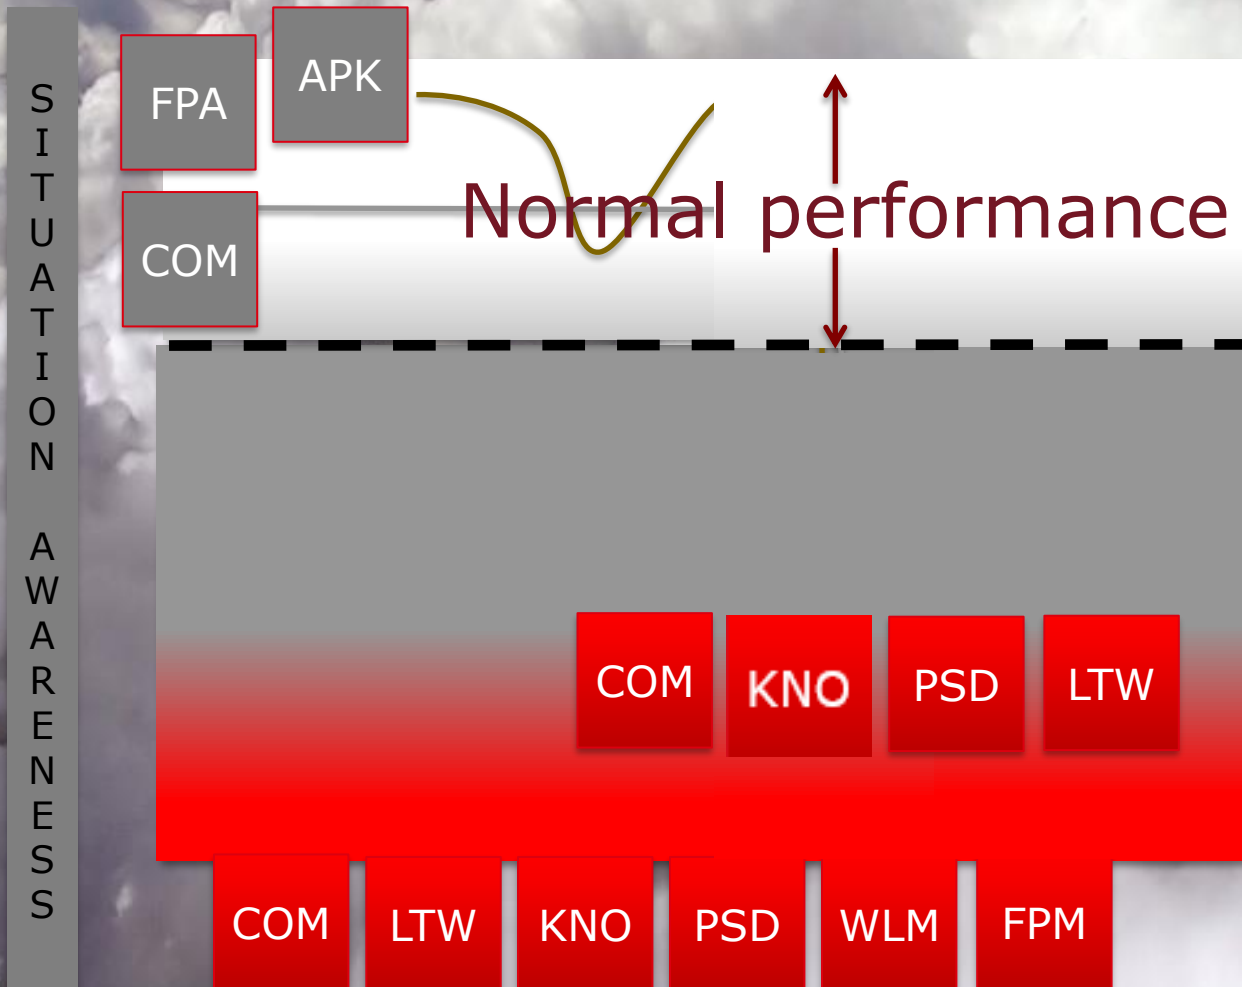 SITUATION AWARENESS
FPA
APK
COM
Normal performance
COM
KNO
PSD
LTW
COM
LTW
KNO
PSD
WLM
FPM